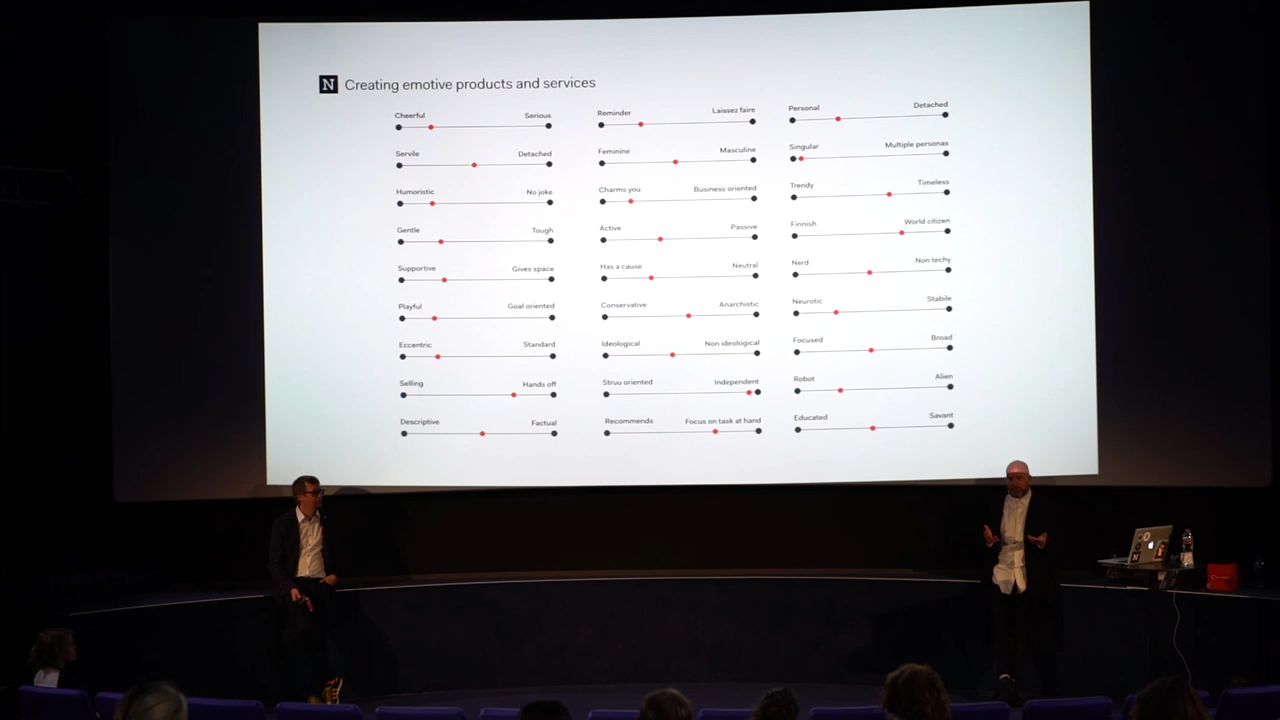 N Creating emotive products and services
Cheerful Serious
Servile Detached
Humoristic No joke
Gentle Tough
Supportive Gives space
Playful Goal oriented
Eccentric Standard
Selling Hands off
Descriptive Factual
Reminder Laissez faire
Feminine Masculine
Charms you Business oriented
Active Passive
Has a cause Neutral
Conservative Anarchistic
Ideological Non ideological
Struu oriented Independent
Recommends Focus on task at hand
Personal Detached
Singular Multiple personas
Trendy Timeless
Finnish World citizen
Nerd Non techy
Neurotic Stabile
Focused Broad
Robot Alien
Educated Savant
N